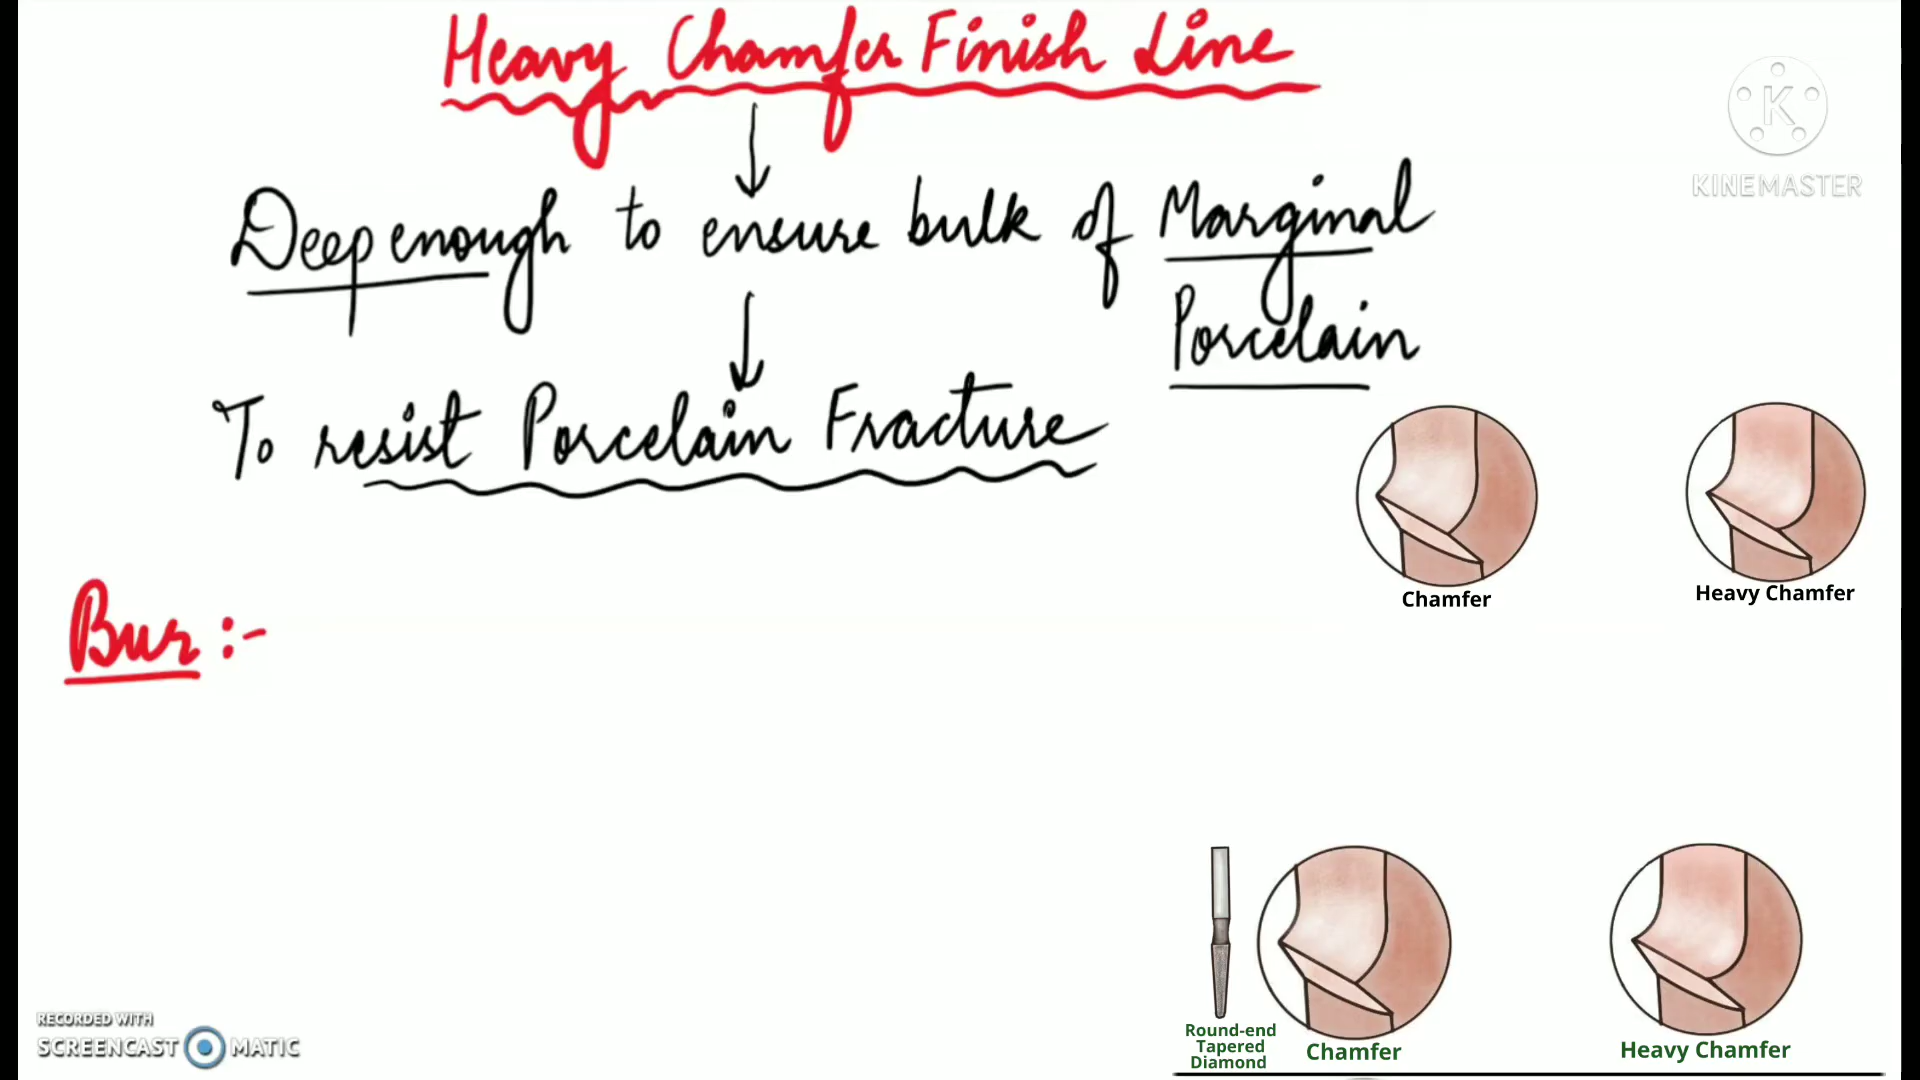 Heavy Chamfer Finish Line
K
KINEMASTER
Deep enough to ensure bulk of Marginal
Porcelain
To resist Porcelain Fracture
Chamfer
Heavy Chamfer
Bur :-
RECORDED WITH
SCREENCAST MATIC
Round-end
Tapered
Diamond
Chamfer
Heavy Chamfer